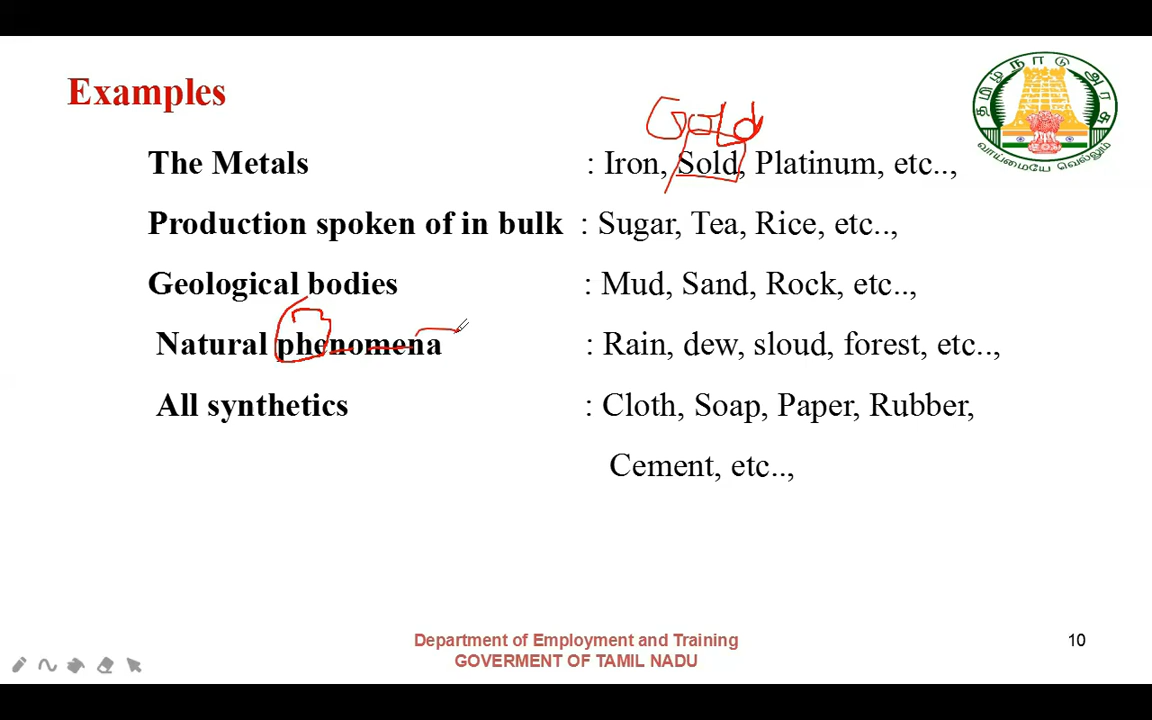 Examples
தமிழ்நாடு அரசு
வாய்மையே வெல்லும்
Gold
The Metals : Iron, Sold, Platinum, etc..,
Production spoken of in bulk : Sugar, Tea, Rice, etc..,
Geological bodies : Mud, Sand, Rock, etc..,
Natural phenomena : Rain, dew, sloud, forest, etc..,
All synthetics : Cloth, Soap, Paper, Rubber,
Cement, etc..,
Department of Employment and Training
GOVERMENT OF TAMIL NADU
10